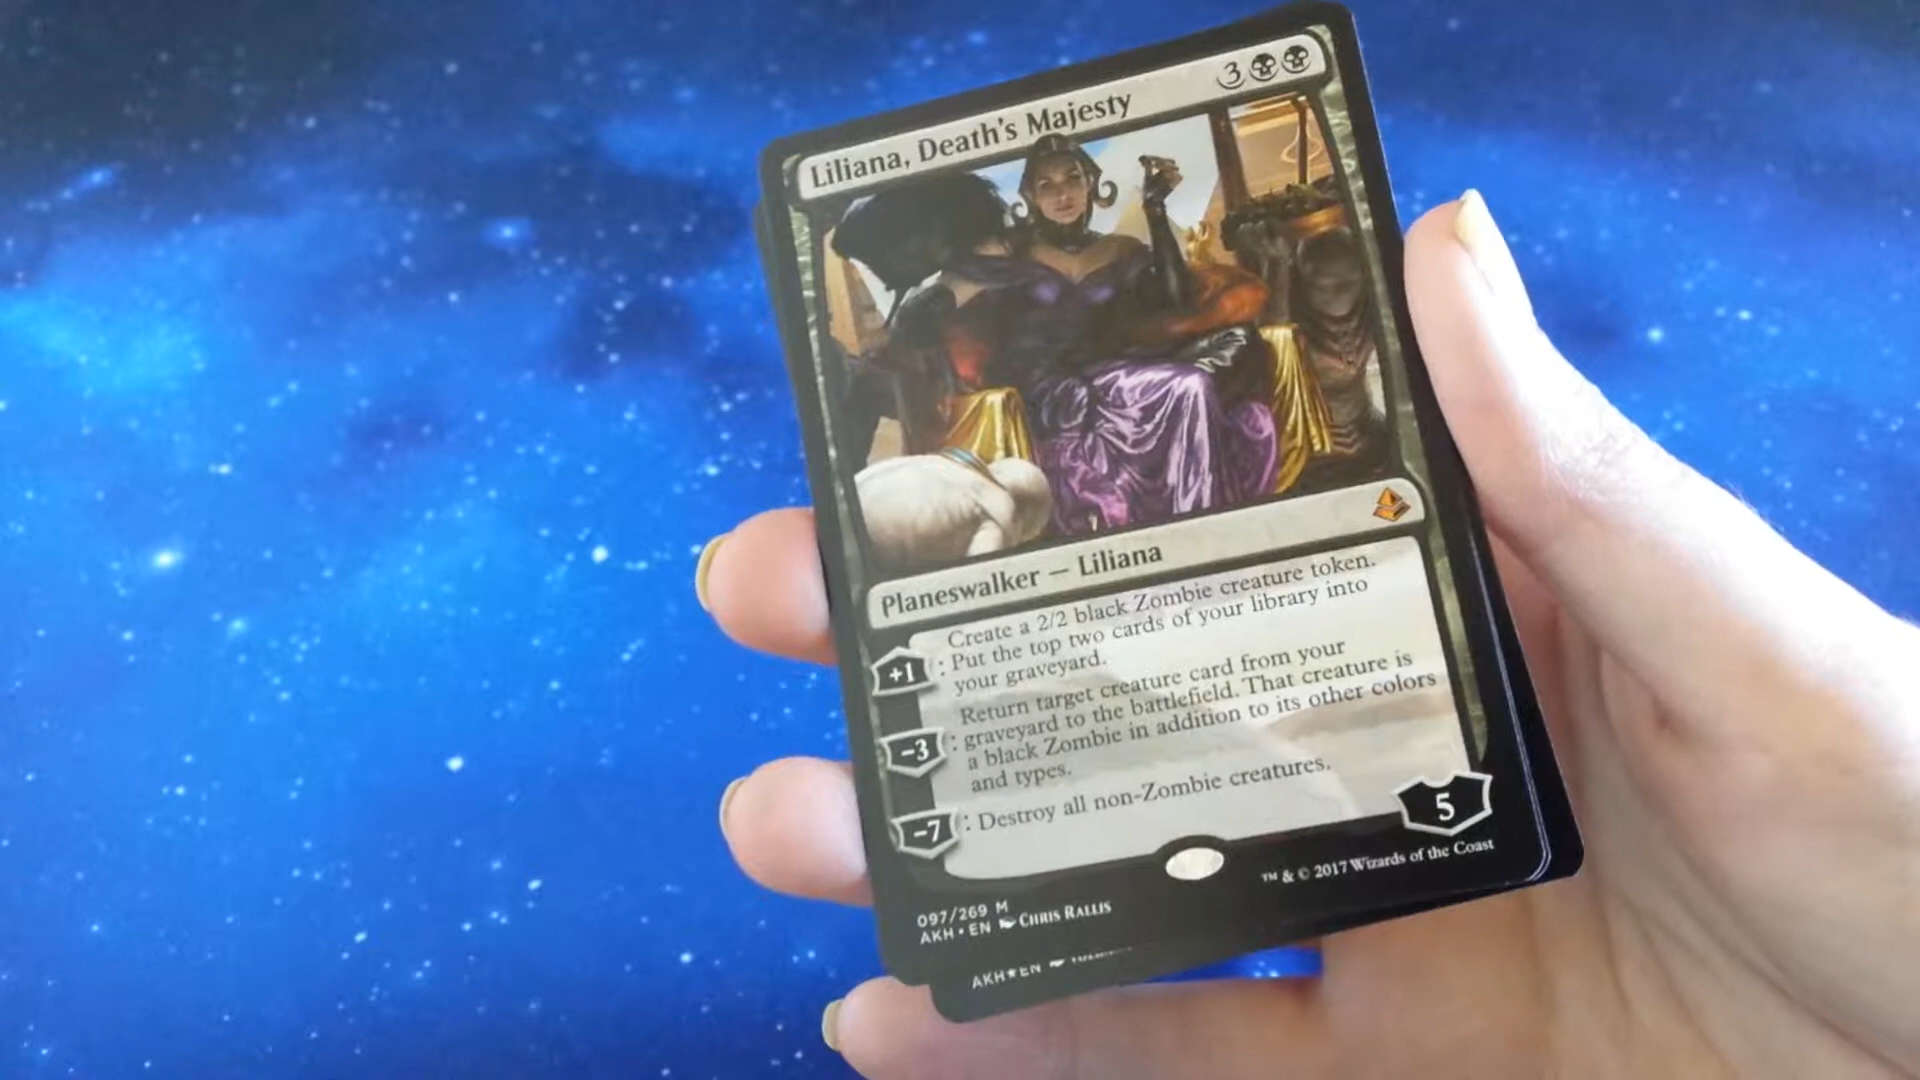 Liliana, Death's Majesty
3
Planeswalker — Liliana
+1
: Create a 2/2 black Zombie creature token.
Put the top two cards of your library into
your graveyard.
-3
: Return target creature card from your
graveyard to the battlefield. That creature is
a black Zombie in addition to its other colors
and types.
-7
: Destroy all non-Zombie creatures.
5
097/269 M
AKH • EN Chris Rallis
™ & © 2017 Wizards of the Coast
AKH★EN